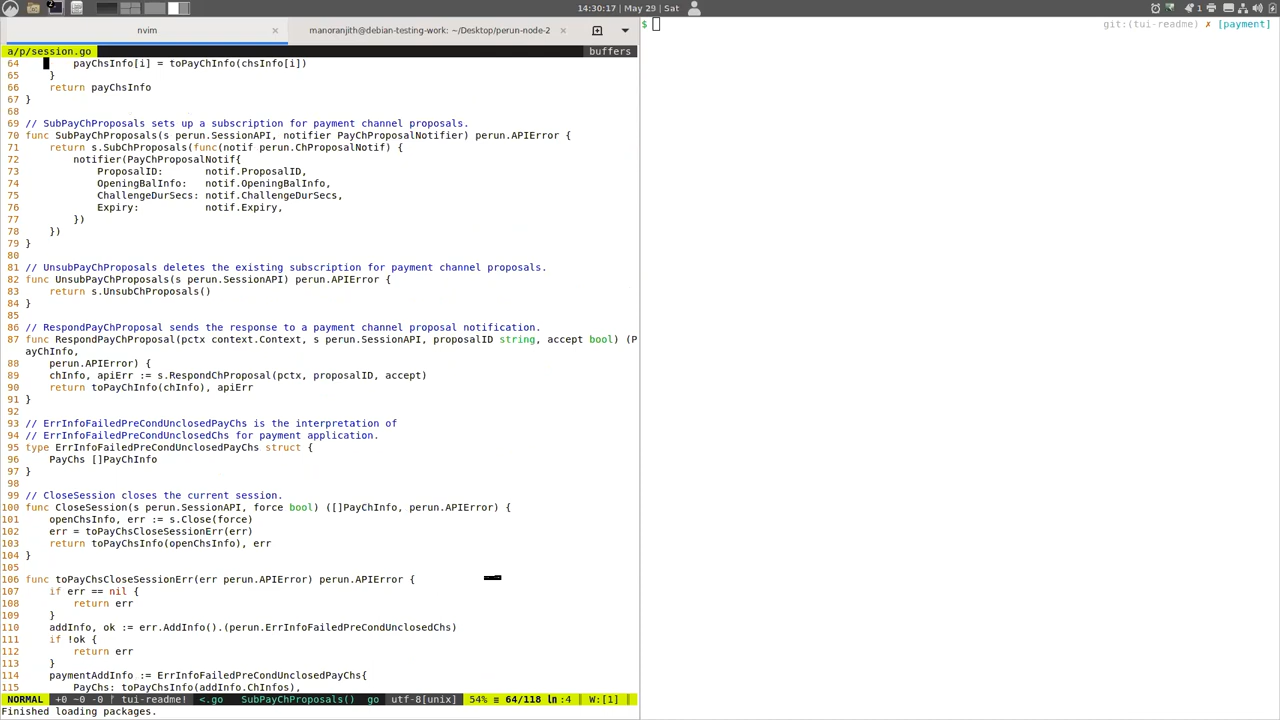 14:30:17 | May 29 | Sat
1
nvim
manoranjith@debian-testing-work: ~/Desktop/perun-node-2
$
git:(tui-readme) ✗ [payment]
a/p/session.go
buffers
64 payChsInfo[i] = toPayChInfo(chsInfo[i])
65 }
66 return payChsInfo
67 }
68
69 // SubPayChProposals sets up a subscription for payment channel proposals.
70 func SubPayChProposals(s perun.SessionAPI, notifier PayChProposalNotifier) perun.APIError {
71 return s.SubChProposals(func(notif perun.ChProposalNotif) {
72 notifier(PayChProposalNotif{
73 ProposalID: notif.ProposalID,
74 OpeningBalInfo: notif.OpeningBalInfo,
75 ChallengeDurSecs: notif.ChallengeDurSecs,
76 Expiry: notif.Expiry,
77 })
78 })
79 }
80
81 // UnsubPayChProposals deletes the existing subscription for payment channel proposals.
82 func UnsubPayChProposals(s perun.SessionAPI) perun.APIError {
83 return s.UnsubChProposals()
84 }
85
86 // RespondPayChProposal sends the response to a payment channel proposal notification.
87 func RespondPayChProposal(pctx context.Context, s perun.SessionAPI, proposalID string, accept bool) (P
ayChInfo,
88 perun.APIError) {
89 chInfo, apiErr := s.RespondChProposal(pctx, proposalID, accept)
90 return toPayChInfo(chInfo), apiErr
91 }
92
93 // ErrInfoFailedPreCondUnclosedPayChs is the interpretation of
94 // ErrInfoFailedPreCondUnclosedChs for payment application.
95 type ErrInfoFailedPreCondUnclosedPayChs struct {
96 PayChs []PayChInfo
97 }
98
99 // CloseSession closes the current session.
100 func CloseSession(s perun.SessionAPI, force bool) ([]PayChInfo, perun.APIError) {
101 openChsInfo, err := s.Close(force)
102 err = toPayChsCloseSessionErr(err)
103 return toPayChsInfo(openChsInfo), err
104 }
105
106 func toPayChsCloseSessionErr(err perun.APIError) perun.APIError {
107 if err == nil {
108 return err
109 }
110 addInfo, ok := err.AddInfo().(perun.ErrInfoFailedPreCondUnclosedChs)
111 if !ok {
112 return err
113 }
114 paymentAddInfo := ErrInfoFailedPreCondUnclosedPayChs{
115 PayChs: toPayChsInfo(addInfo.ChInfos),
NORMAL +0 ~0 -0 ᚠ tui-readme! <.go SubPayChProposals() go utf-8[unix] 54% ≡ 64/118 ㏑:4 W:[1]
Finished loading packages.